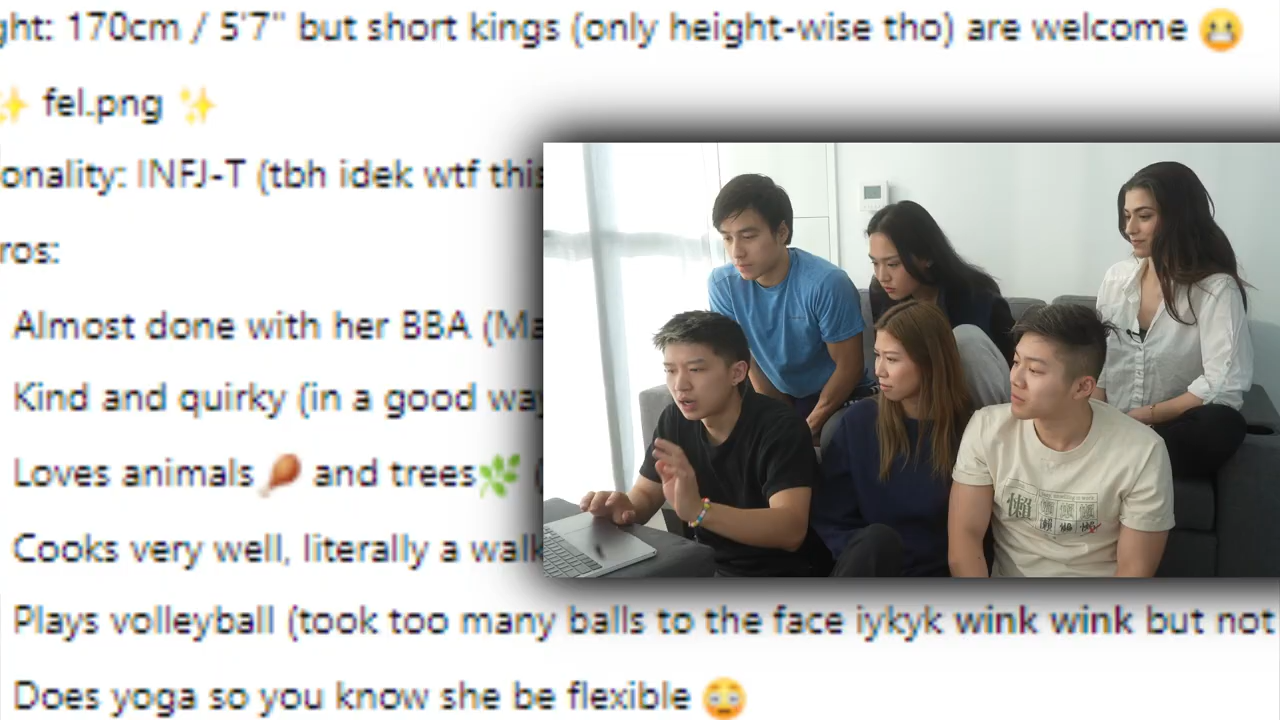 ght: 170cm / 5'7" but short kings (only height-wise tho) are welcome 😬
✨ fel.png ✨
onality: INFJ-T (tbh idek wtf this
ros:
Almost done with her BBA (Ma
Kind and quirky (in a good way
Loves animals🍗 and trees🌿 (
Cooks very well, literally a walk
懶
Plays volleyball (took too many balls to the face iykyk wink wink but not
Does yoga so you know she be flexible 😳